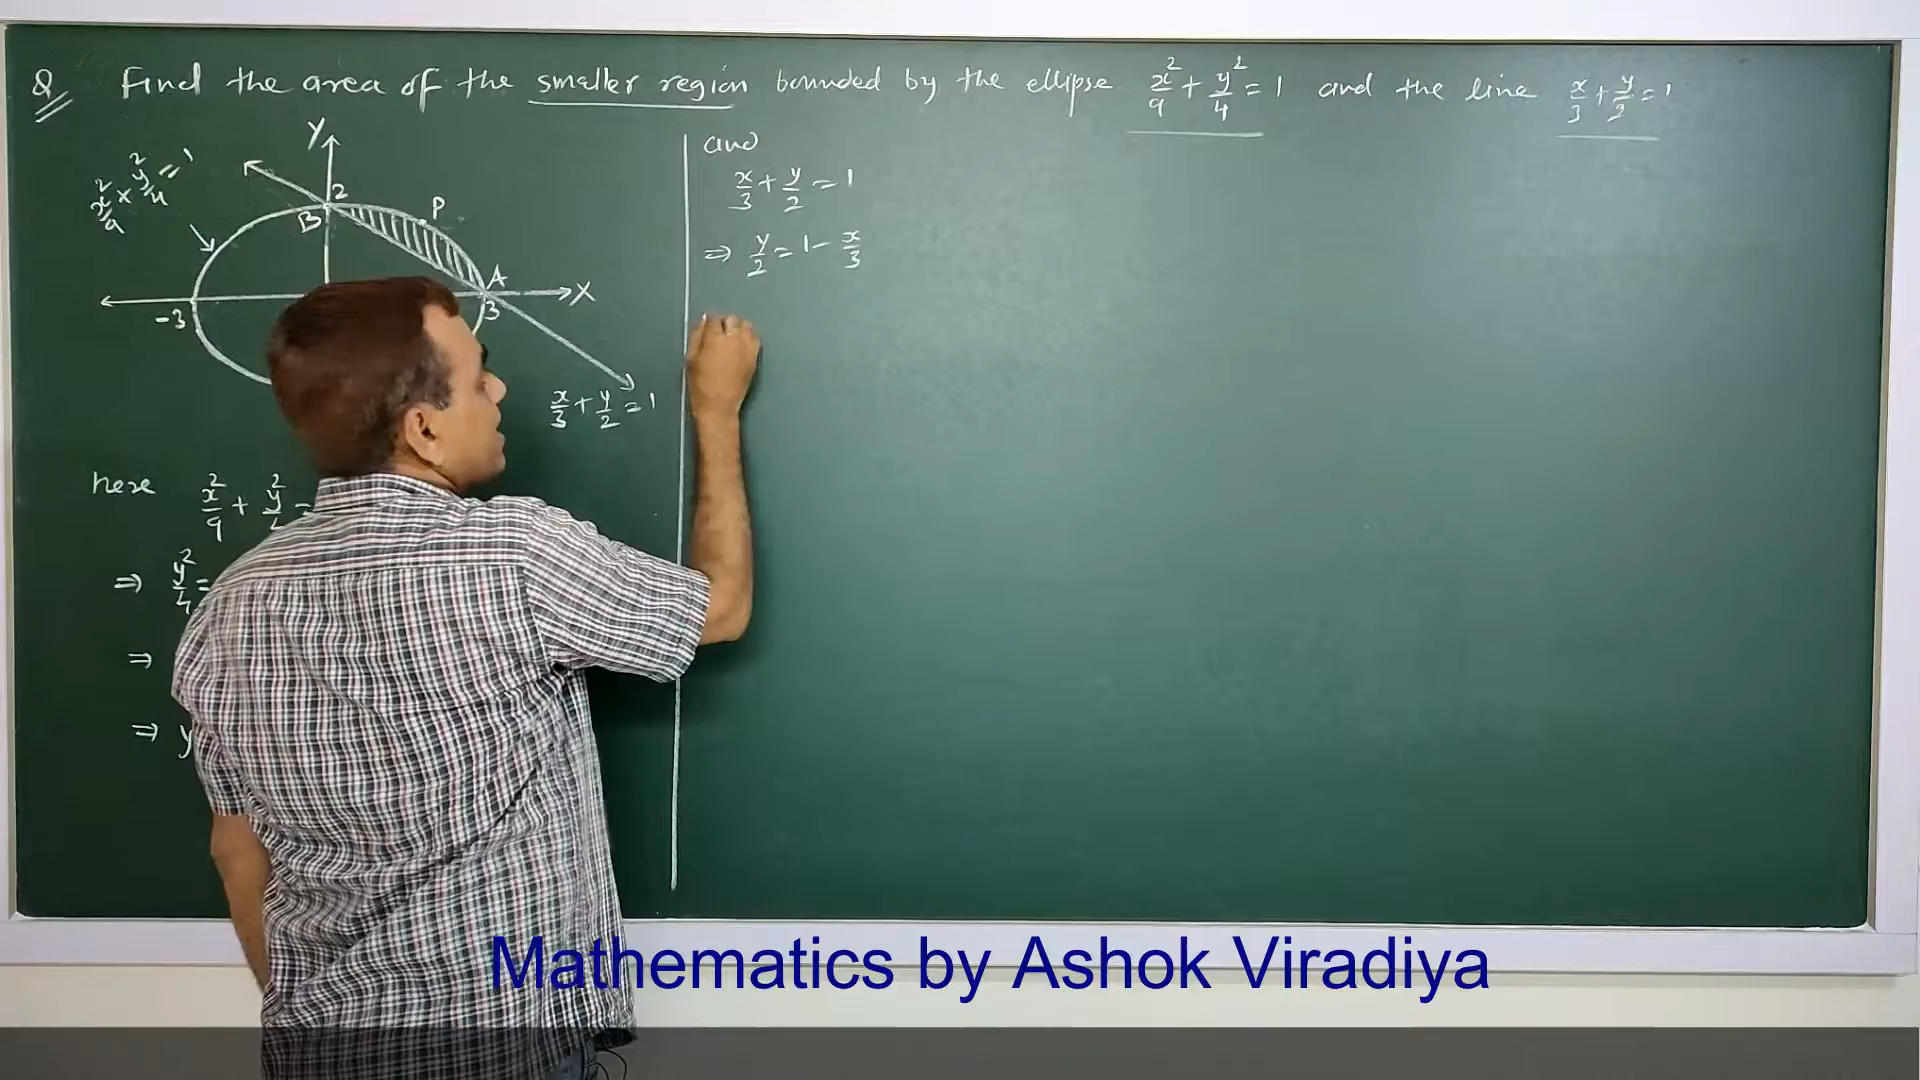 Q Find the area of the smaller region bounded by the ellipse x²/9 + y²/4 = 1 and the line x/3 + y/2 = 1
Y
x²/9 × y²/4 = 1
2
B
P
A
X
-3
3
x/3 + y/2 = 1
here x²/9 + y²/4 =
⇒ y²/4 =
⇒
⇒ y
and
x/3 + y/2 = 1
⇒ y/2 = 1 - x/3
Mathematics by Ashok Viradiya